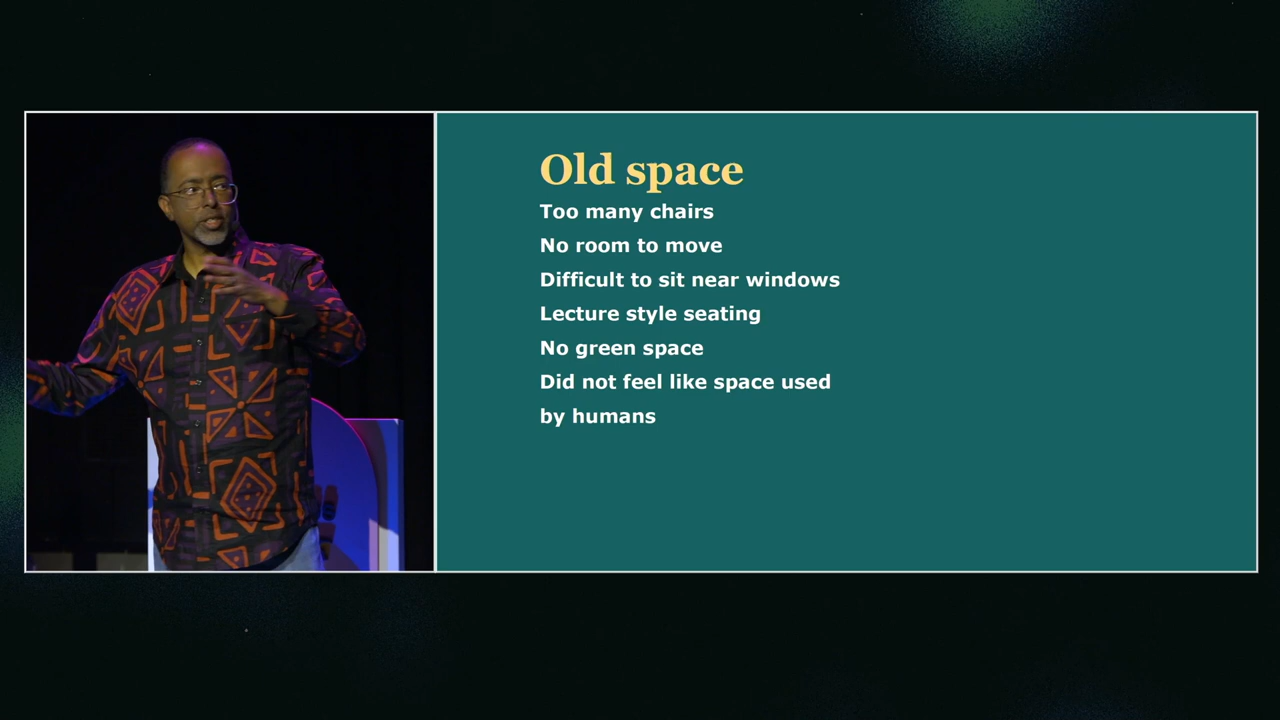 Old space
Too many chairs
No room to move
Difficult to sit near windows
Lecture style seating
No green space
Did not feel like space used
by humans